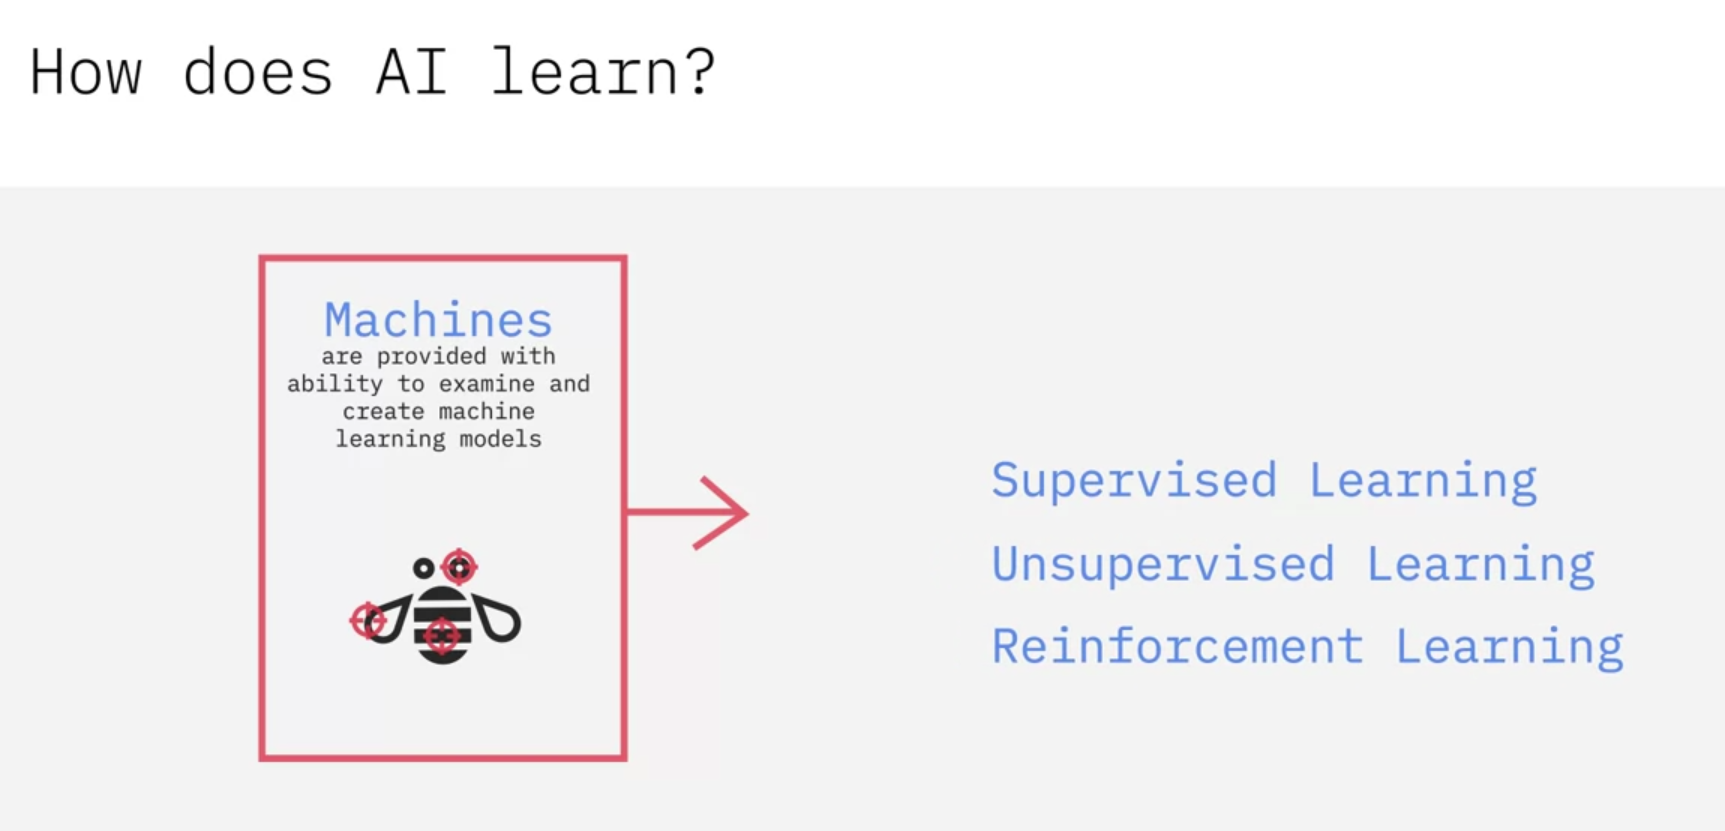 How does AI learn?
Machines
are provided with
ability to examine and
create machine
learning models
Supervised Learning
Unsupervised Learning
Reinforcement Learning